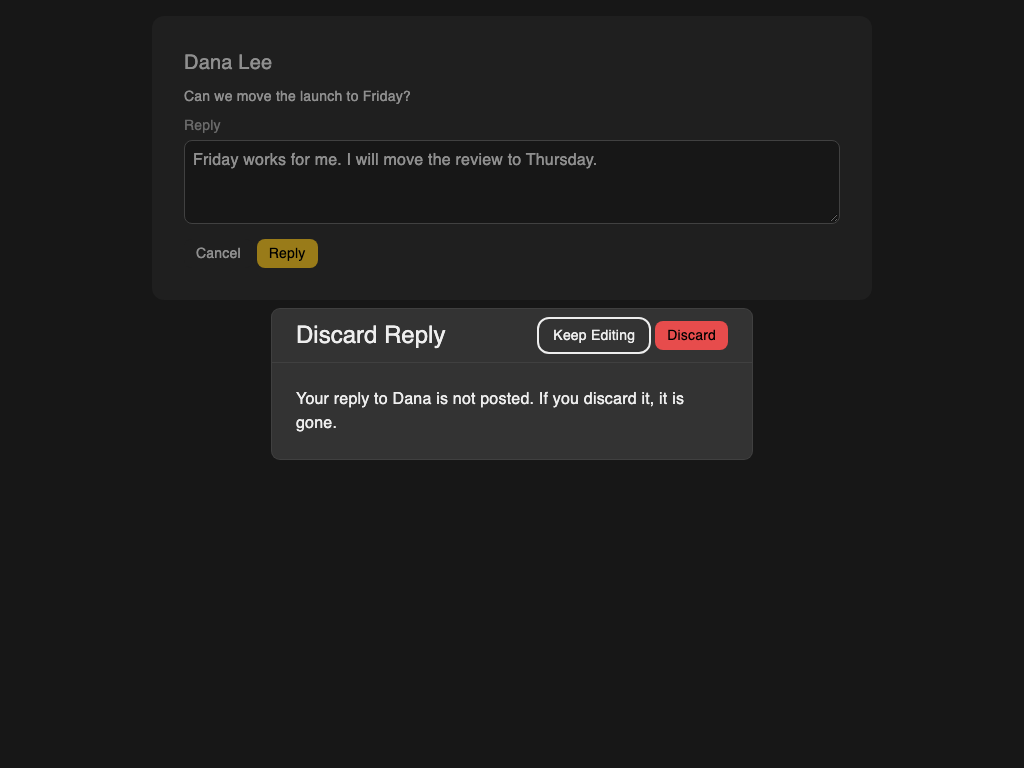 Dana Lee
Can we move the launch to Friday?
Reply
Friday works for me. I will move the review to Thursday.
Cancel Reply
Discard Reply Keep Editing Discard
Your reply to Dana is not posted. If you discard it, it is
gone.